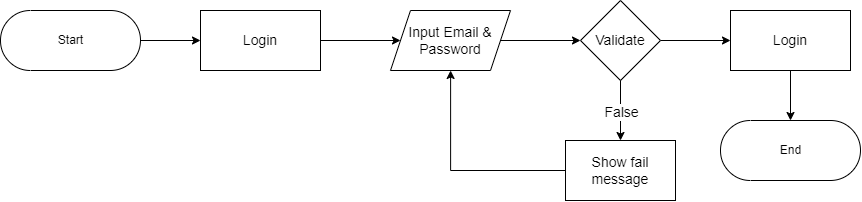 Start
Login
Input Email &
Password
Validate
Login
False
Show fail
message
End